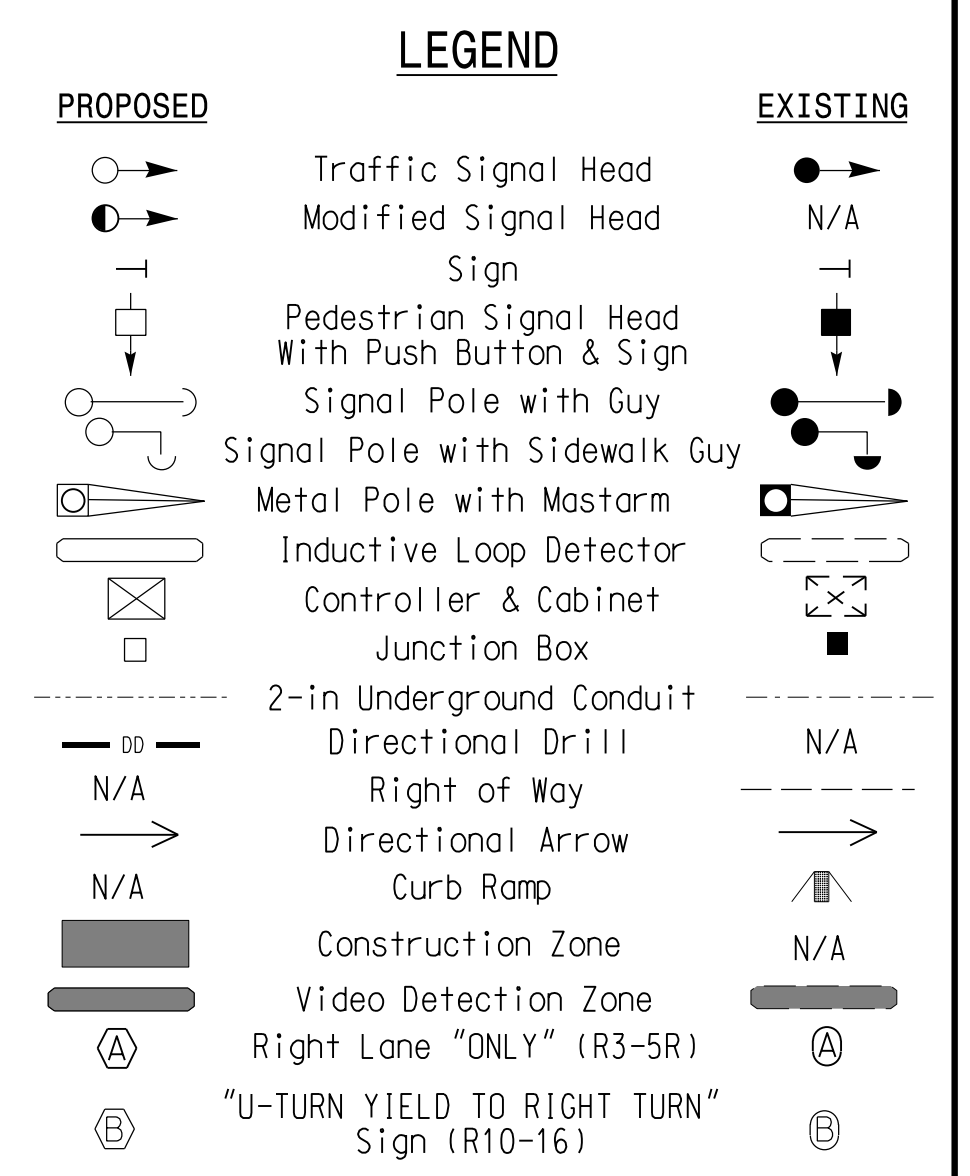 LEGEND
PROPOSED EXISTING
Traffic Signal Head
Modified Signal Head N/A
Sign
Pedestrian Signal Head
With Push Button & Sign
Signal Pole with Guy
Signal Pole with Sidewalk Guy
Metal Pole with Mastarm
Inductive Loop Detector
Controller & Cabinet
Junction Box
2-in Underground Conduit
DD Directional Drill N/A
N/A Right of Way
Directional Arrow
N/A Curb Ramp
Construction Zone N/A
Video Detection Zone
A Right Lane "ONLY" (R3-5R) A
"U-TURN YIELD TO RIGHT TURN"
B Sign (R10-16) B